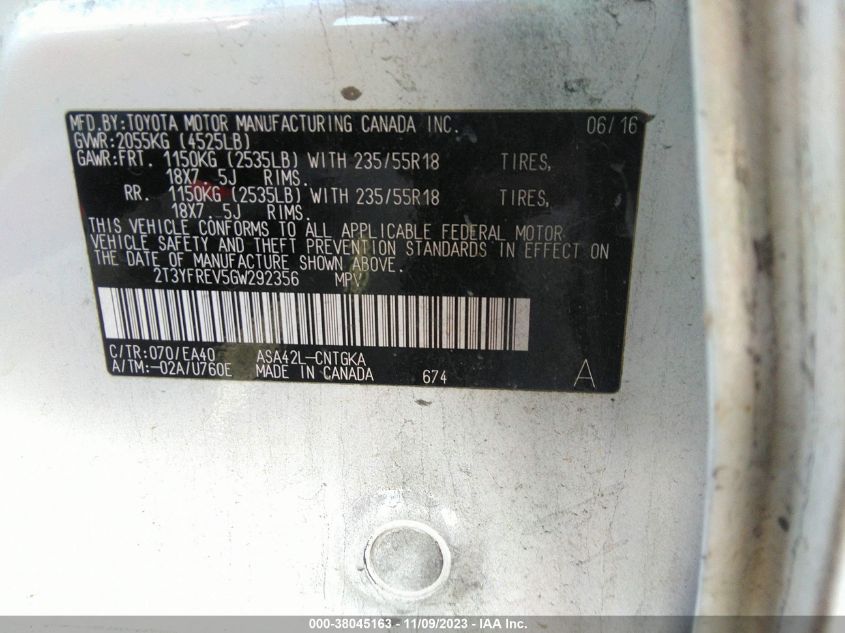 MFD.BY:TOYOTA MOTOR MANUFACTURING CANADA INC. 06/16
GVWR:2055KG (4525LB)
GAWR:FRT. 1150KG (2535LB) WITH 235/55R18 TIRES,
18X7 .5J RIMS.
RR. 1150KG (2535LB) WITH 235/55R18 TIRES,
18X7 .5J RIMS.
THIS VEHICLE CONFORMS TO ALL APPLICABLE FEDERAL MOTOR
VEHICLE SAFETY AND THEFT PREVENTION STANDARDS IN EFFECT ON
THE DATE OF MANUFACTURE SHOWN ABOVE.
2T3YFREV5GW292356 MPV
C/TR:070/EA40 ASA42L-CNTGKA
A/TM:-02A/U760E MADE IN CANADA 674 A
000-38045163 - 11/09/2023 - IAA Inc.